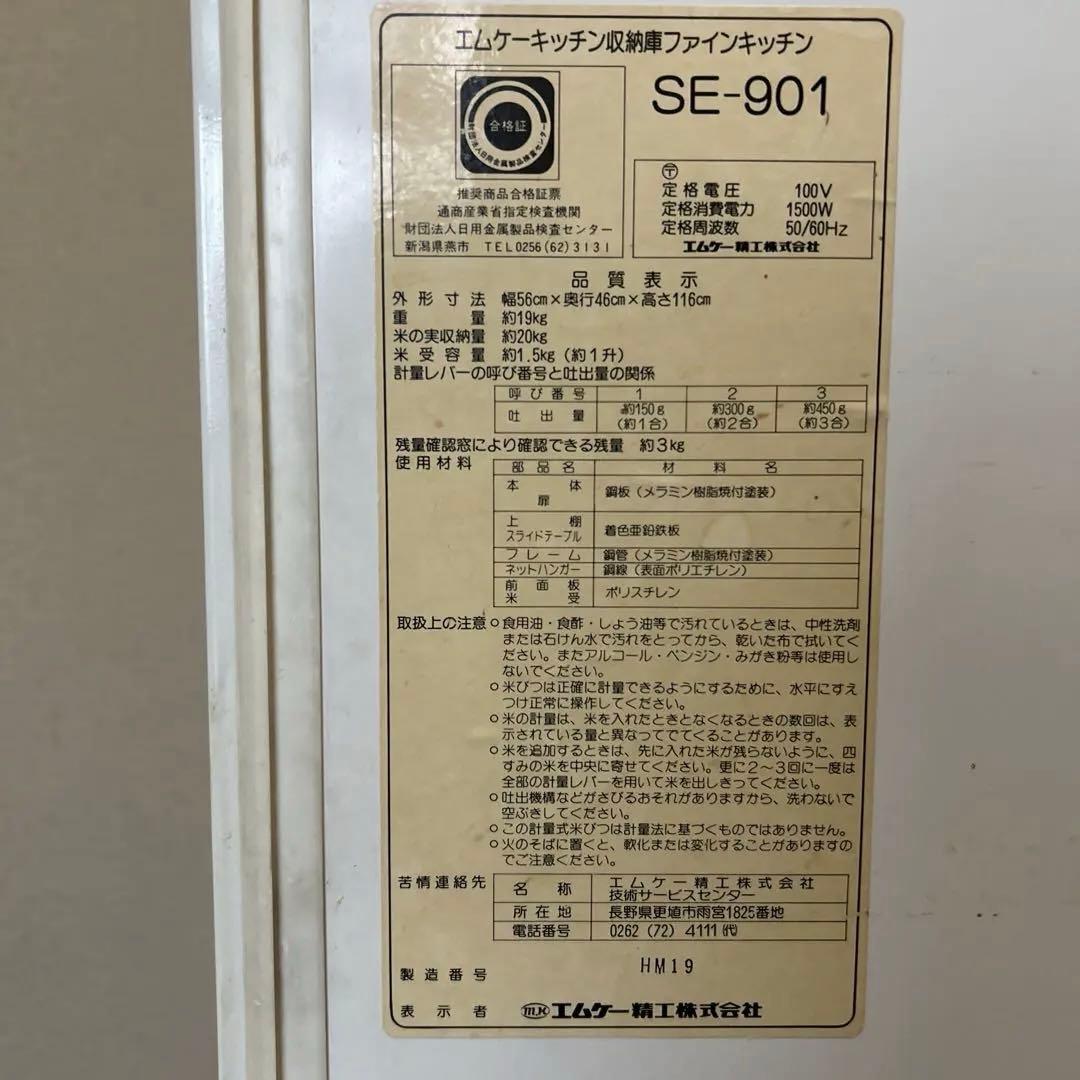 エムケーキッチン収納庫ファインキッチン
SE-901
合格証
財団法人日用金属製品検査センター
推奨商品合格証票
通商産業省指定検査機関
財団法人日用金属製品検査センター
新潟県燕市 TEL0256(62)3131
〒
定格電圧 100V
定格消費電力 1500W
定格周波数 50/60Hz
エムケー精工株式会社
品質表示
外形寸法 幅56cm×奥行46cm×高さ116cm
重量 約19kg
米の実収納量 約20kg
米受容量 約1.5kg(約1升)
計量レバーの呼び番号と吐出量の関係
呼び番号 1 2 3
吐出量 約150g 約300g 約450g
(約1合) (約2合) (約3合)
残量確認窓により確認できる残量 約3kg
使用材料 部品名 材料名
本体 扉 鋼板(メラミン樹脂焼付塗装)
上棚 スライドテーブル 着色亜鉛鉄板
フレーム 鋼管(メラミン樹脂焼付塗装)
ネットハンガー 鋼線(表面ポリエチレン)
前面板 米受 ポリスチレン
取扱上の注意 ○食用油・食酢・しょう油等で汚れているときは、中性洗剤
または石けん水で汚れをとってから、乾いた布で拭いてく
ださい。またアルコール・ベンジン・みがき粉等は使用し
ないでください。
○米びつは正確に計量できるようにするために、水平にすえ
つけ正常に操作してください。
○米の計量は、米を入れたときとなくなるときの数回は、表
示されている量と異なってでてくることがあります。
○米を追加するときは、先に入れた米が残らないように、四
すみの米を中央に寄せてください。更に2~3回に一度は
全部の計量レバーを用いて米を出しきってください。
○吐出機構などがさびるおそれがありますから、洗わないで
空ぶきしてください。
○この計量式米びつは計量法に基づくものではありません。
○火のそばに置くと、軟化または変化することがありますの
でご注意ください。
苦情連絡先 名称 エムケー精工株式会社
技術サービスセンター
所在地 長野県更埴市雨宮1825番地
電話番号 0262(72)4111㈹
製造番号 HM19
表示者 MK エムケー精工株式会社